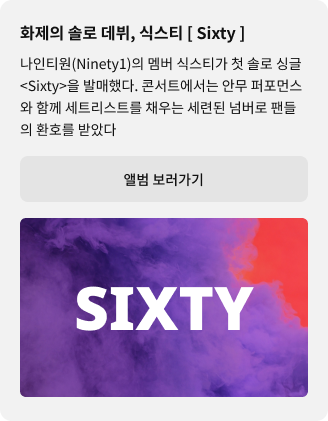 화제의 솔로 데뷔, 식스티 [ Sixty ]
나인티원(Ninety1)의 멤버 식스티가 첫 솔로 싱글
<Sixty>을 발매했다. 콘서트에서는 안무 퍼포먼스
와 함께 세트리스트를 채우는 세련된 넘버로 팬들
의 환호를 받았다
앨범 보러가기
SIXTY